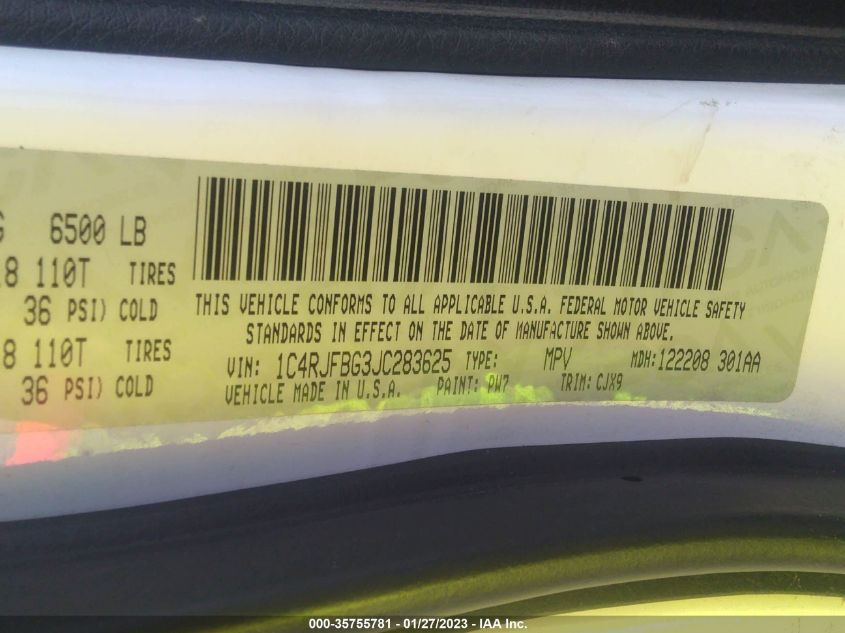 6500 LB
110T TIRES
36 PSI) COLD
110T TIRES
36 PSI) COLD
THIS VEHICLE CONFORMS TO ALL APPLICABLE U.S.A. FEDERAL MOTOR VEHICLE SAFETY
STANDARDS IN EFFECT ON THE DATE OF MANUFACTURE SHOWN ABOVE.
VIN: 1C4RJFBG3JC283625 TYPE: MPV MDH: 122208 301AA
VEHICLE MADE IN U.S.A. PAINT: PW7 TRIM: CJX9
000-35755781 - 01/27/2023 - IAA Inc.